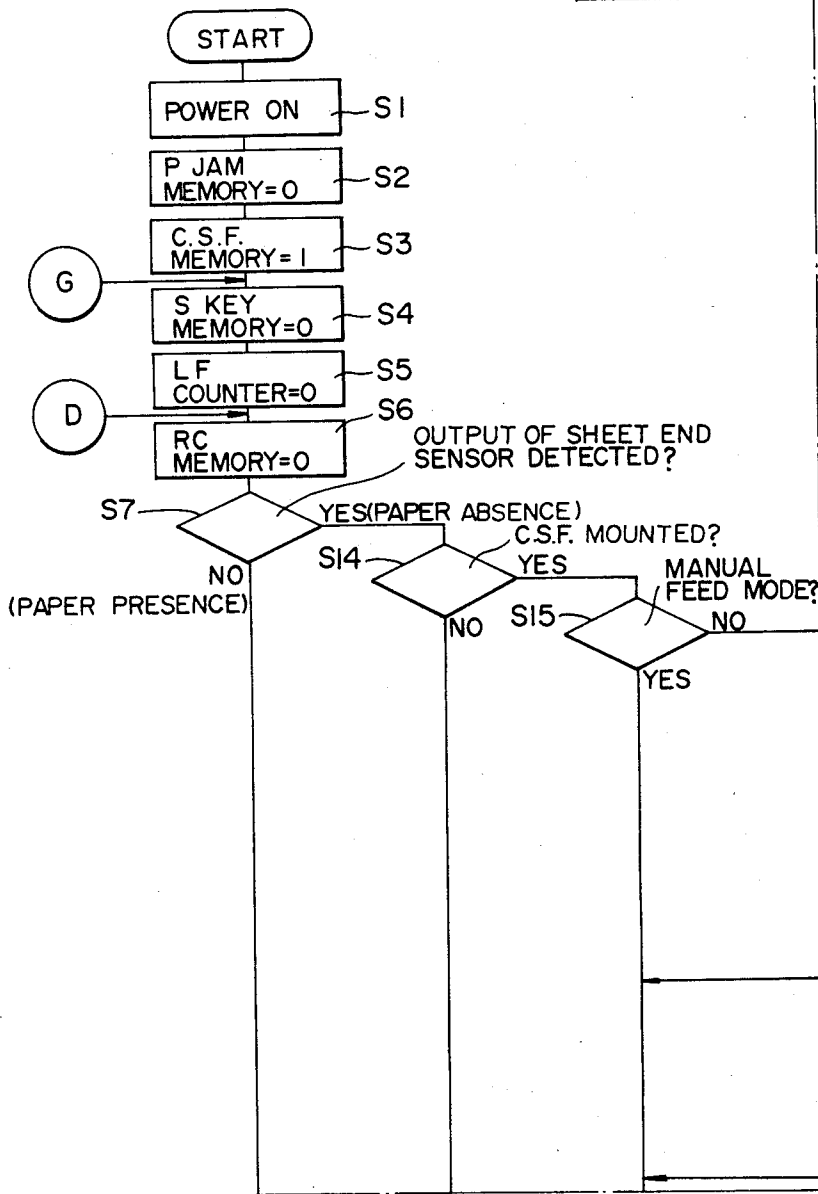 START
POWER ON
S1
P JAM
MEMORY=0
S2
C.S.F.
MEMORY=1
S3
G
S KEY
MEMORY=0
S4
LF
COUNTER=0
S5
D
RC
MEMORY=0
S6
OUTPUT OF SHEET END
SENSOR DETECTED?
S7
YES(PAPER ABSENCE)
NO
(PAPER PRESENCE)
C.S.F. MOUNTED?
S14
YES
NO
MANUAL
FEED MODE?
S15
NO
YES